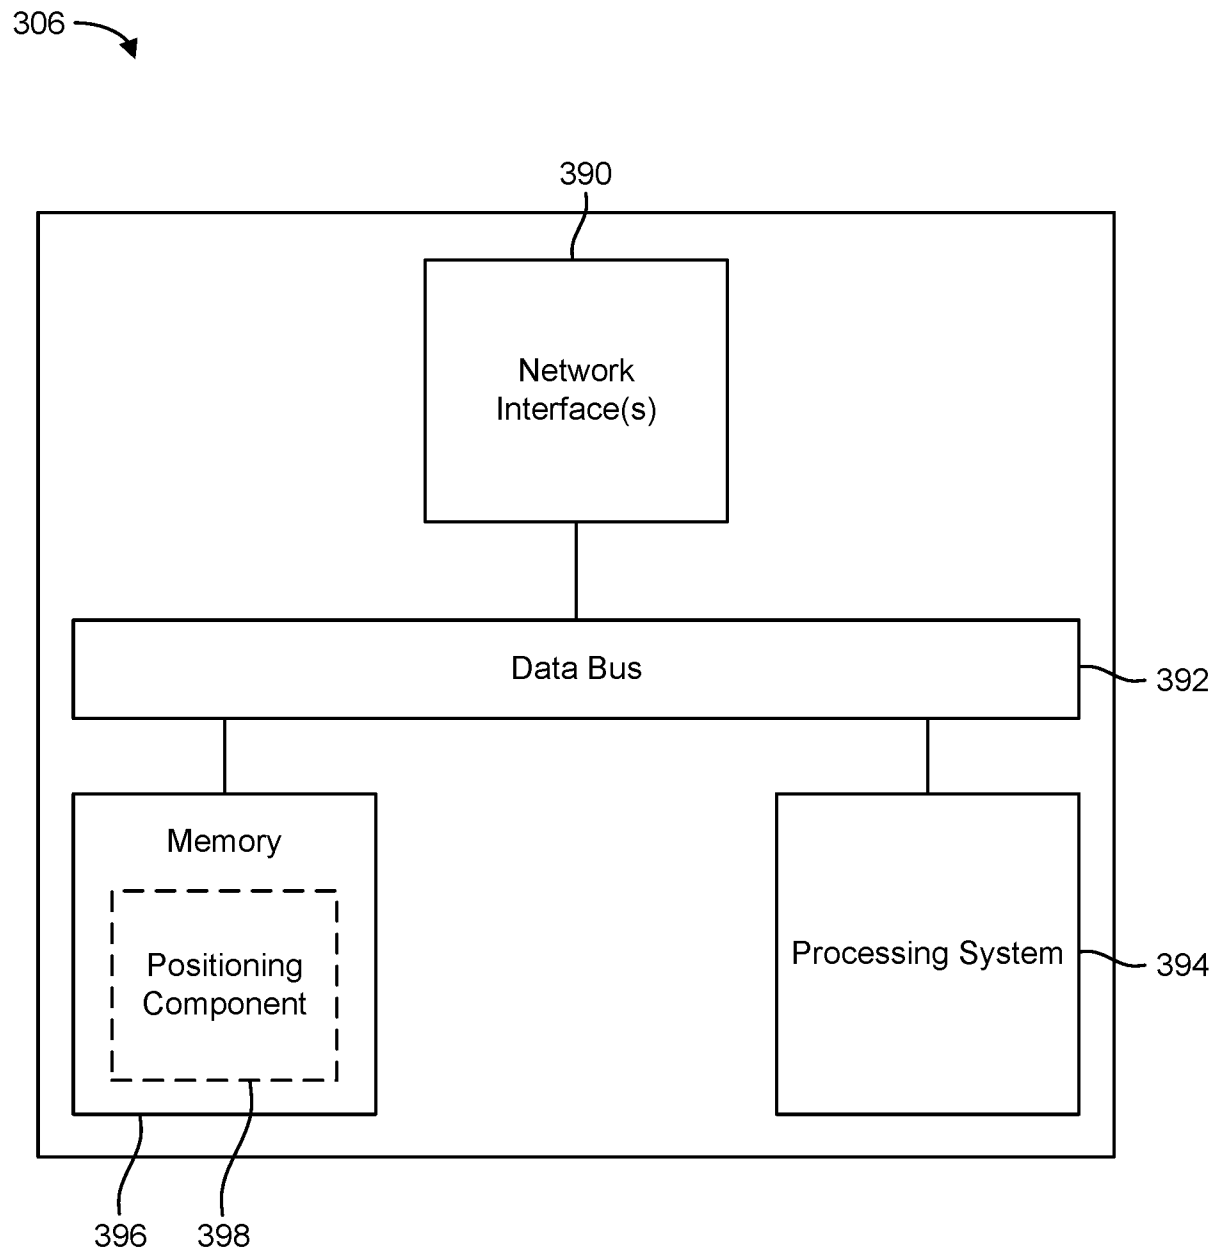 306
390
Network
Interface(s)
Data Bus
392
Memory
Positioning
Component
Processing System
394
396
398